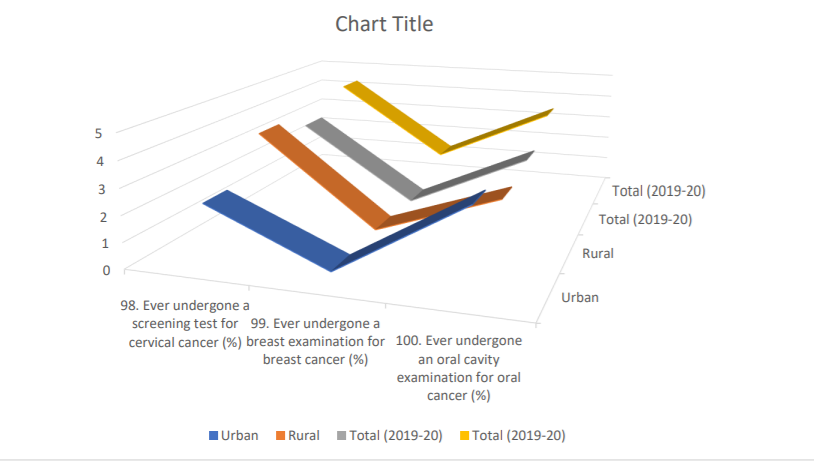 Chart Title
5
4
3
2
1
0
Total (2019-20)
Total (2019-20)
Rural
Urban
98. Ever undergone a
screening test for
cervical cancer (%)
99. Ever undergone a
breast examination for
breast cancer (%)
100. Ever undergone
an oral cavity
examination for oral
cancer (%)
Urban Rural Total (2019-20) Total (2019-20)